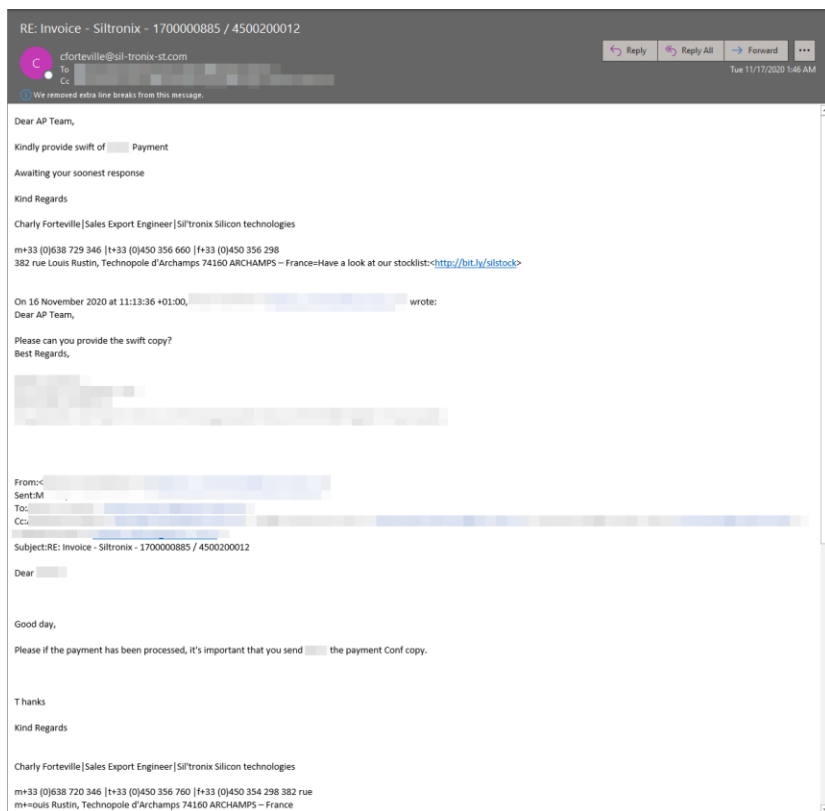 RE: Invoice - Siltronix - 1700000885 / 4500200012
C
cforteville@sil-tronix-st.com
To
Cc
Reply
Reply All
Forward
Tue 11/17/2020 1:46 AM
We removed extra line breaks from this message.
Dear AP Team,
Kindly provide swift of Payment
Awaiting your soonest response
Kind Regards
Charly Forteville|Sales Export Engineer|Sil'tronix Silicon technologies
m+33 (0)638 729 346 |t+33 (0)450 356 660 |f+33 (0)450 356 298
382 rue Louis Rustin, Technopole d'Archamps 74160 ARCHAMPS – France=Have a look at our stocklist:<http://bit.ly/silstock>
On 16 November 2020 at 11:13:36 +01:00, wrote:
Dear AP Team,
Please can you provide the swift copy?
Best Regards,
From:<
Sent:M
To:
Cc:
Subject:RE: Invoice - Siltronix - 1700000885 / 4500200012
Dear
Good day,
Please if the payment has been processed, it's important that you send the payment Conf copy.
T hanks
Kind Regards
Charly Forteville|Sales Export Engineer|Sil'tronix Silicon technologies
m+33 (0)638 720 346 |t+33 (0)450 356 760 |f+33 (0)450 354 298 382 rue
m+=ouis Rustin, Technopole d'Archamps 74160 ARCHAMPS – France